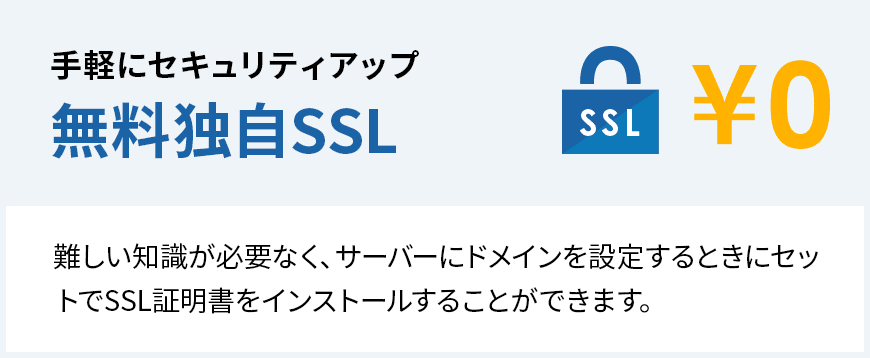 手軽にセキュリティアップ
無料独自SSL
SSL
¥0
難しい知識が必要なく、サーバーにドメインを設定するときにセッ
トでSSL証明書をインストールすることができます。